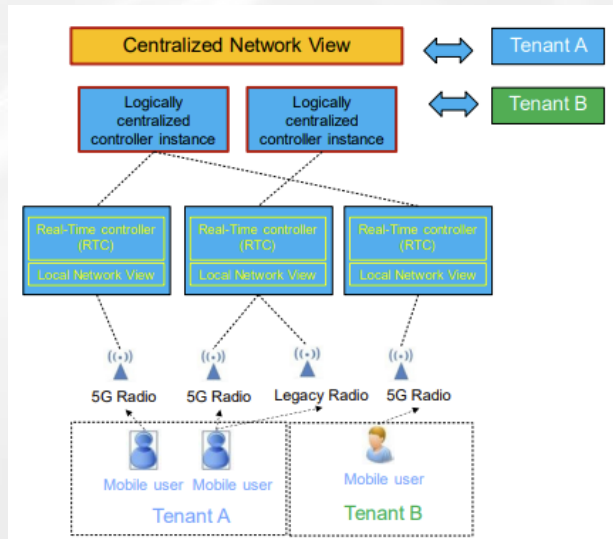 Centralized Network View
Tenant A
Logically
centralized
controller instance
Logically
centralized
controller instance
Tenant B
Real-Time controller
(RTC)
Local Network View
Real-Time controller
(RTC)
Local Network View
Real-Time controller
(RTC)
Local Network View
5G Radio
5G Radio
Legacy Radio
5G Radio
Mobile user
Mobile user
Mobile user
Tenant A
Tenant B